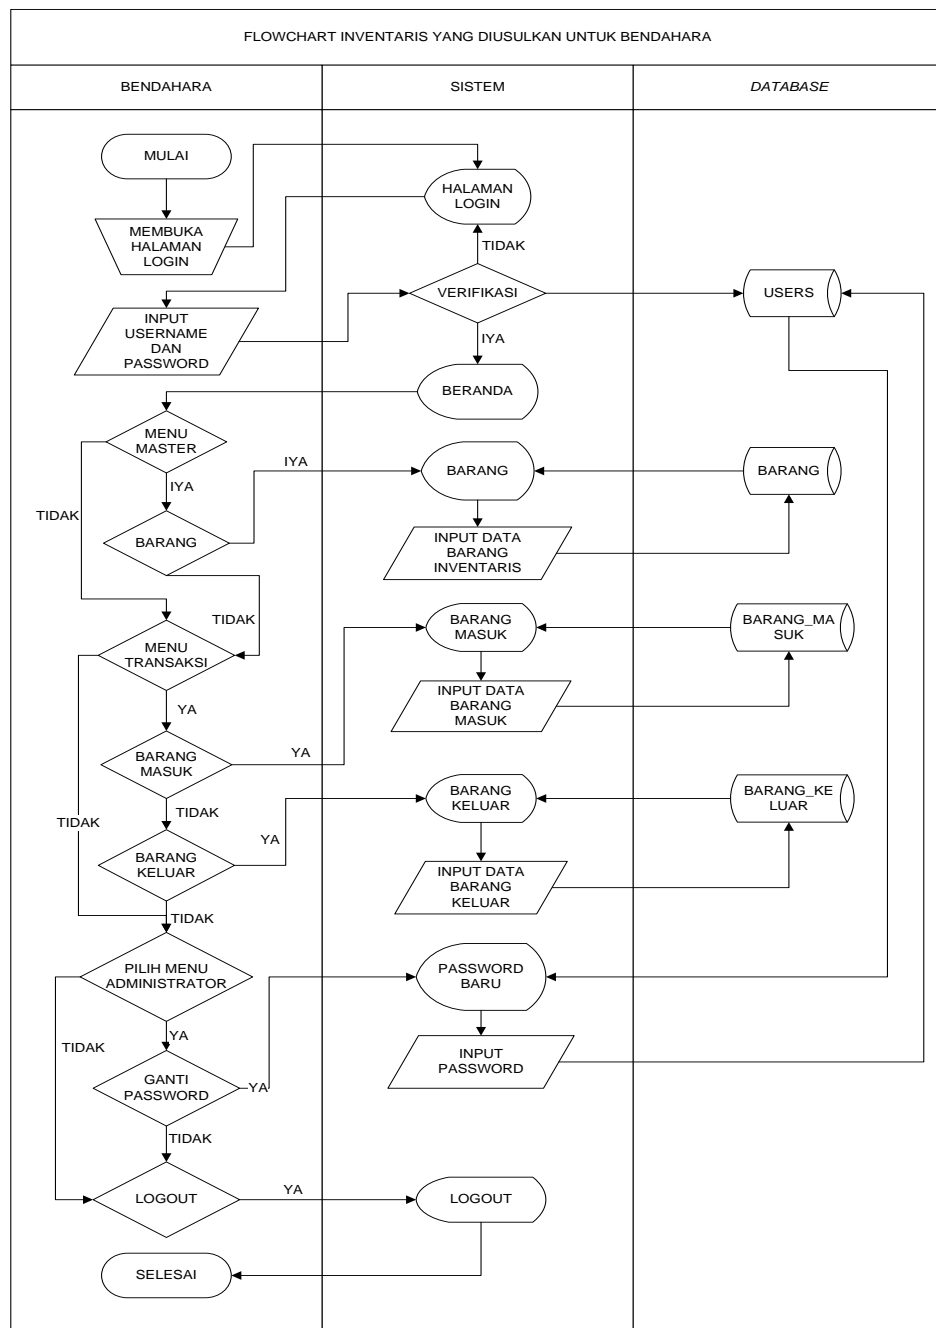 FLOWCHART INVENTARIS YANG DIUSULKAN UNTUK BENDAHARA
BENDAHARA
SISTEM
DATABASE
MULAI
HALAMAN
LOGIN
MEMBUKA
HALAMAN
LOGIN
TIDAK
VERIFIKASI
USERS
INPUT
USERNAME
DAN
PASSWORD
IYA
BERANDA
MENU
MASTER
IYA
BARANG
BARANG
IYA
TIDAK
BARANG
INPUT DATA
BARANG
INVENTARIS
TIDAK
BARANG
MASUK
BARANG_MA
SUK
MENU
TRANSAKSI
INPUT DATA
BARANG
MASUK
YA
BARANG
MASUK
YA
BARANG
KELUAR
BARANG_KE
LUAR
TIDAK
TIDAK
YA
BARANG
KELUAR
INPUT DATA
BARANG
KELUAR
TIDAK
PILIH MENU
ADMINISTRATOR
PASSWORD
BARU
YA
TIDAK
INPUT
PASSWORD
GANTI
PASSWORD
YA
TIDAK
LOGOUT
YA
LOGOUT
SELESAI